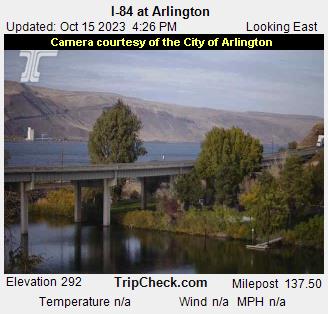 I-84 at Arlington
Updated: Oct 15 2023 4:26 PM Looking East
Camera courtesy of the City of Arlington
Elevation 292 TripCheck.com Milepost 137.50
Temperature n/a Wind n/a MPH n/a